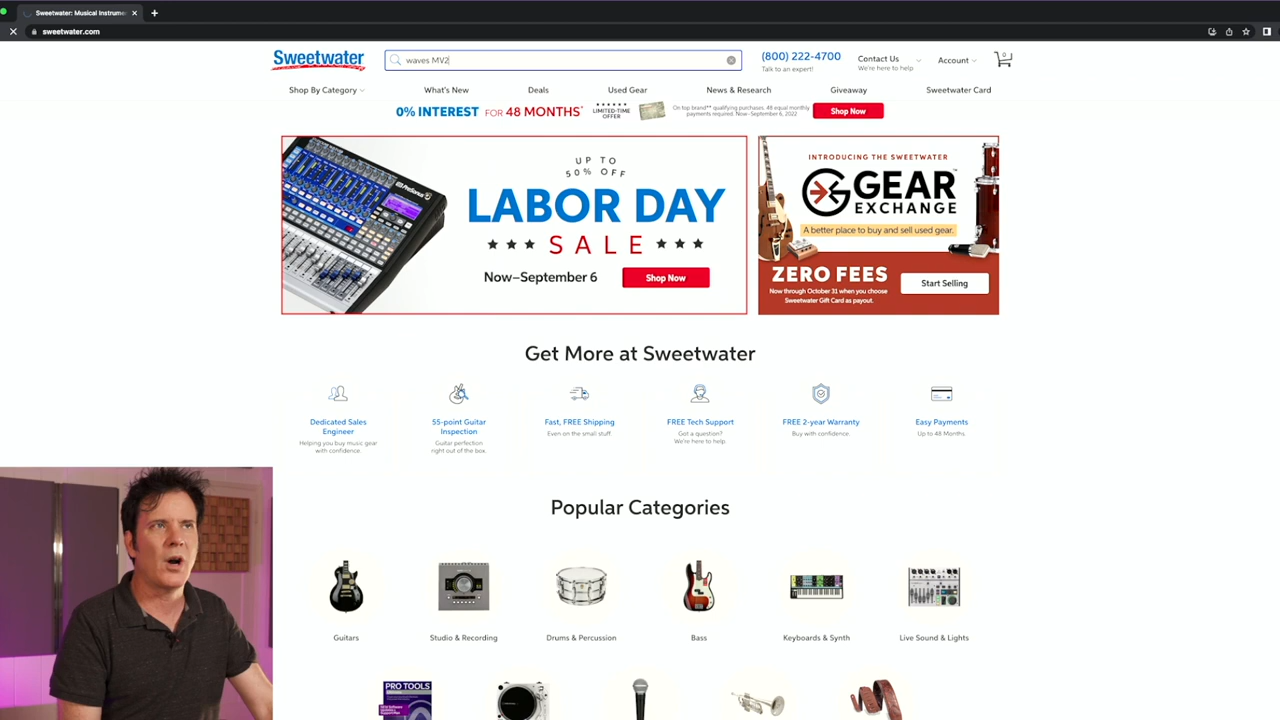 Sweetwater: Musical Instrume
sweetwater.com
Sweetwater
waves MV2
(800) 222-4700
Talk to an expert!
Contact Us
We're here to help
Account
0
Shop By Category
What's New
Deals
Used Gear
News & Research
Giveaway
Sweetwater Card
0% INTEREST FOR 48 MONTHS*
LIMITED-TIME
OFFER
On top brand** qualifying purchases. 48 equal monthly
payments required. Now–September 6, 2022
Shop Now
PreSonus
UP TO
50% OFF
LABOR DAY
SALE
Now–September 6
Shop Now
INTRODUCING THE SWEETWATER
GEAR
EXCHANGE
A better place to buy and sell used gear.
ZERO FEES
Now through October 31 when you choose
Sweetwater Gift Card as payout.
Start Selling
Get More at Sweetwater
Dedicated Sales
Engineer
Helping you buy music gear
with confidence.
55-point Guitar
Inspection
Guitar perfection
right out of the box.
Fast, FREE Shipping
Even on the small stuff.
FREE Tech Support
Got a question?
We're here to help.
FREE 2-year Warranty
Buy with confidence.
Easy Payments
Up to 48 Months.
Popular Categories
Guitars
Studio & Recording
Drums & Percussion
Bass
Keyboards & Synth
Live Sound & Lights
PRO TOOLS